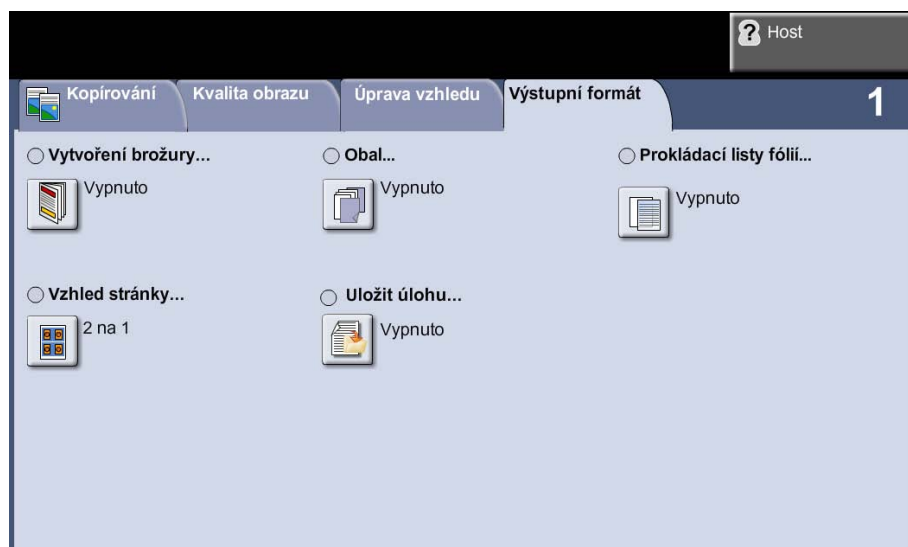 ? Host
Kopírování
Kvalita obrazu
Úprava vzhledu
Výstupní formát
1
Vytvoření brožury...
Vypnuto
Obal...
Vypnuto
Prokládací listy fólií...
Vypnuto
Vzhled stránky...
2 na 1
Uložit úlohu...
Vypnuto